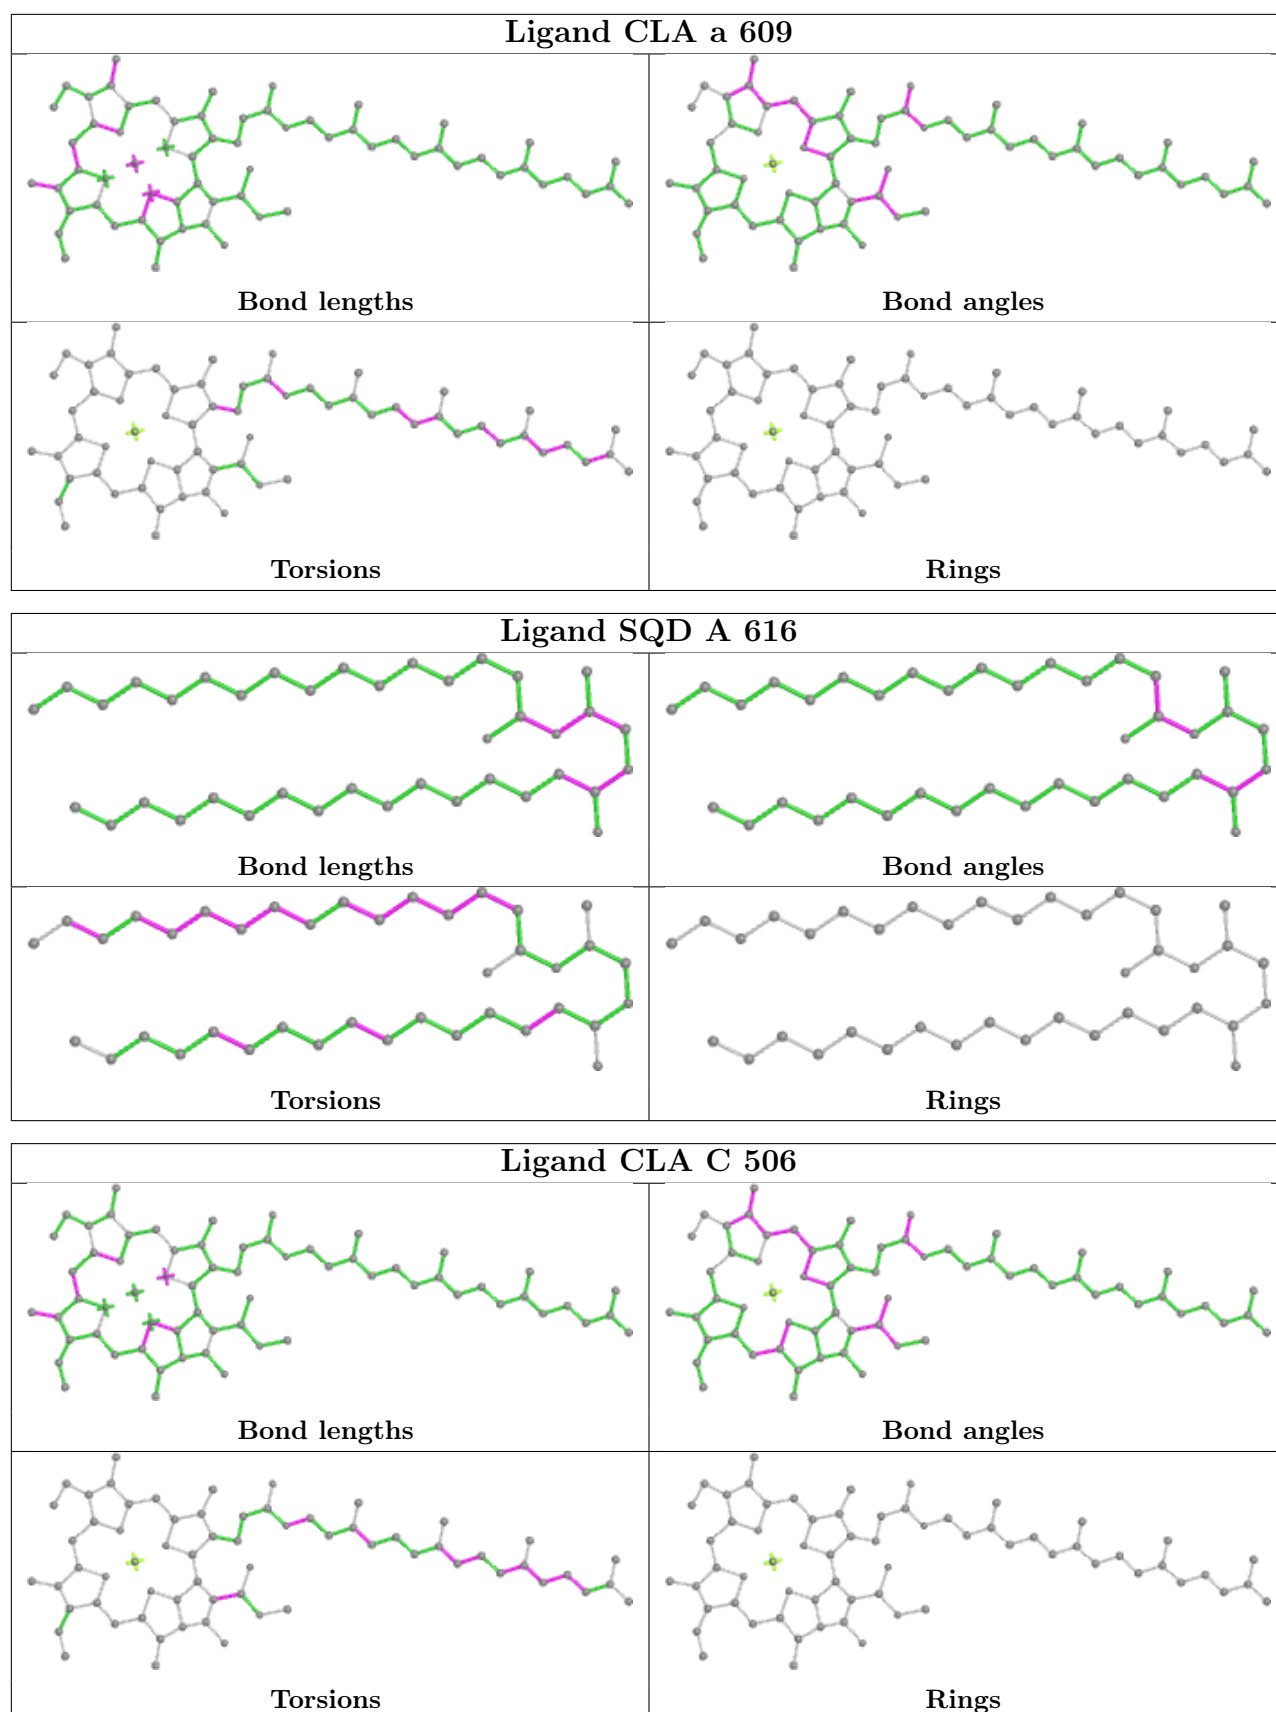 Ligand CLA a 609
Bond lengths
Bond angles
Torsions
Rings
Ligand SQD A 616
Bond lengths
Bond angles
Torsions
Rings
Ligand CLA C 506
Bond lengths
Bond angles
Torsions
Rings